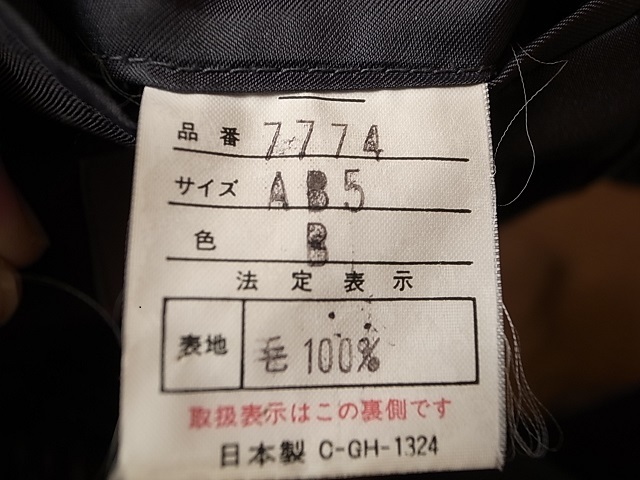 品番 7774
サイズ AB5
色 B
法定表示
表地 毛100%
取扱表示はこの裏側です
日本製 C-GH-1324